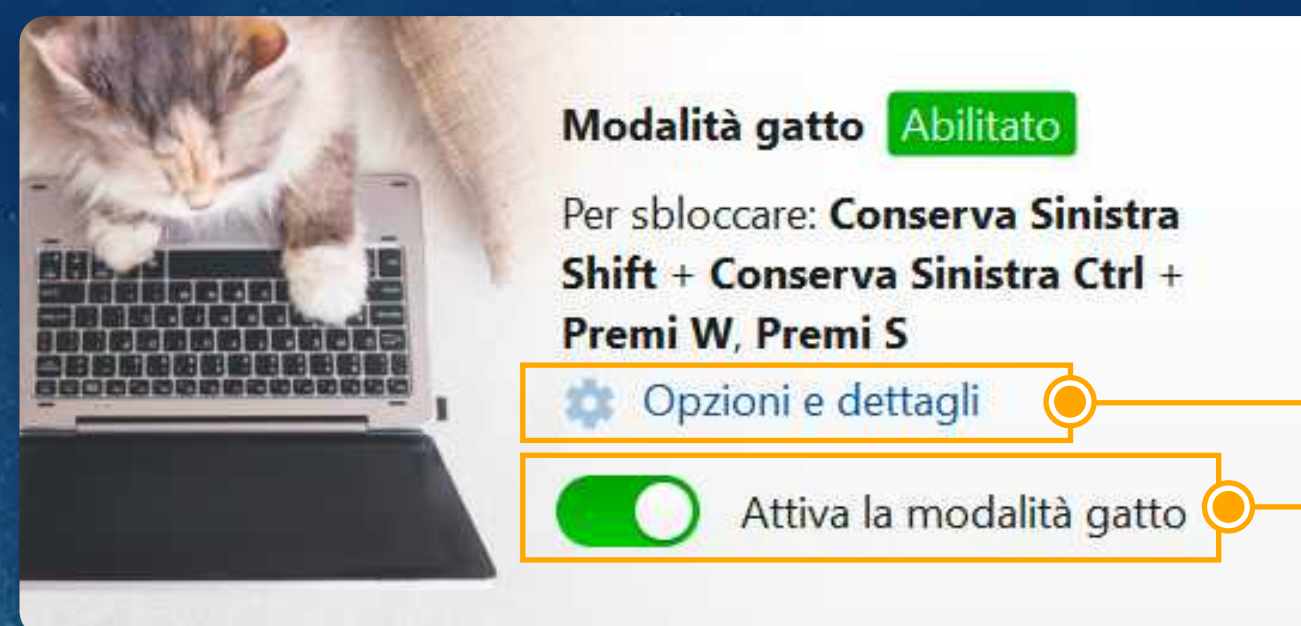 Modalità gatto Abilitato
Per sbloccare: Conserva Sinistra
Shift + Conserva Sinistra Ctrl +
Premi W, Premi S
Opzioni e dettagli
Attiva la modalità gatto